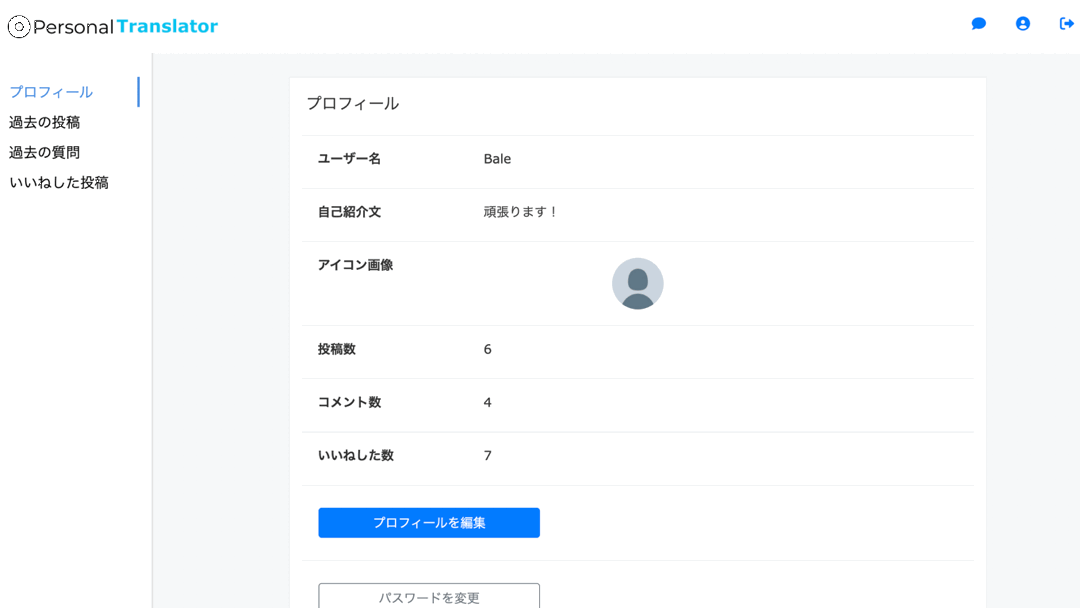 PersonalTranslator
プロフィール
過去の投稿
過去の質問
いいねした投稿
プロフィール
ユーザー名 Bale
自己紹介文 頑張ります！
アイコン画像
投稿数 6
コメント数 4
いいねした数 7
プロフィールを編集
パスワードを変更